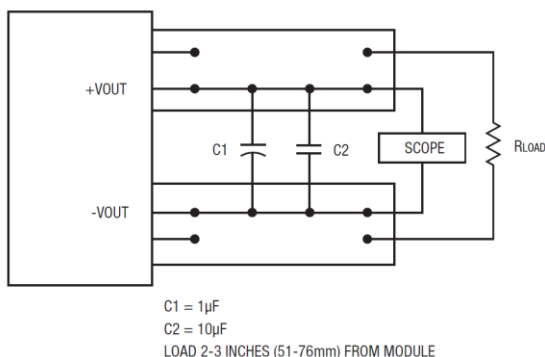 +VOUT
C1
C2
SCOPE
RLOAD
-VOUT
C1 = 1µF
C2 = 10µF
LOAD 2-3 INCHES (51-76mm) FROM MODULE